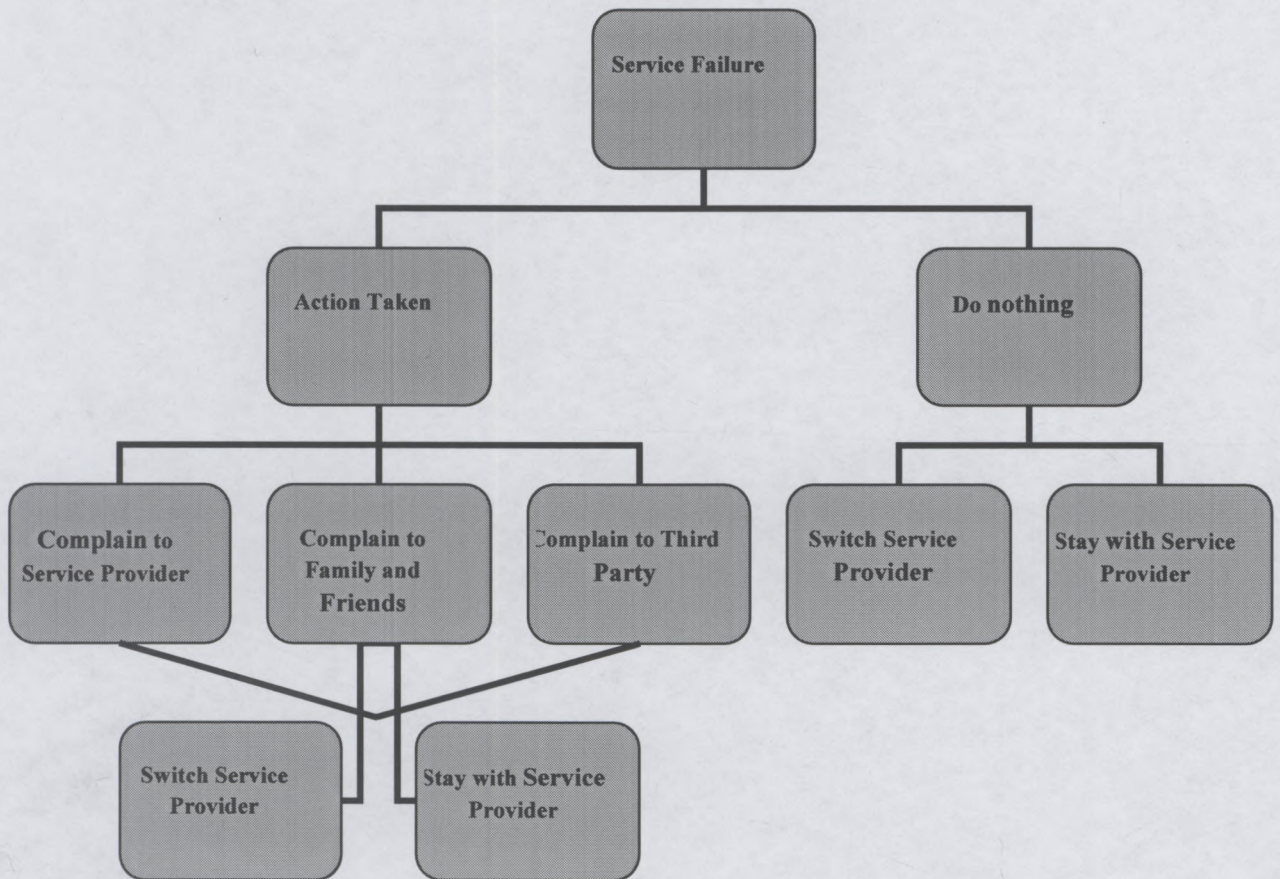 Service Failure
Action Taken
Do nothing
Complain to
Service Provider
Complain to
Family and
Friends
Complain to Third
Party
Switch Service
Provider
Stay with Service
Provider
Switch Service
Provider
Stay with Service
Provider